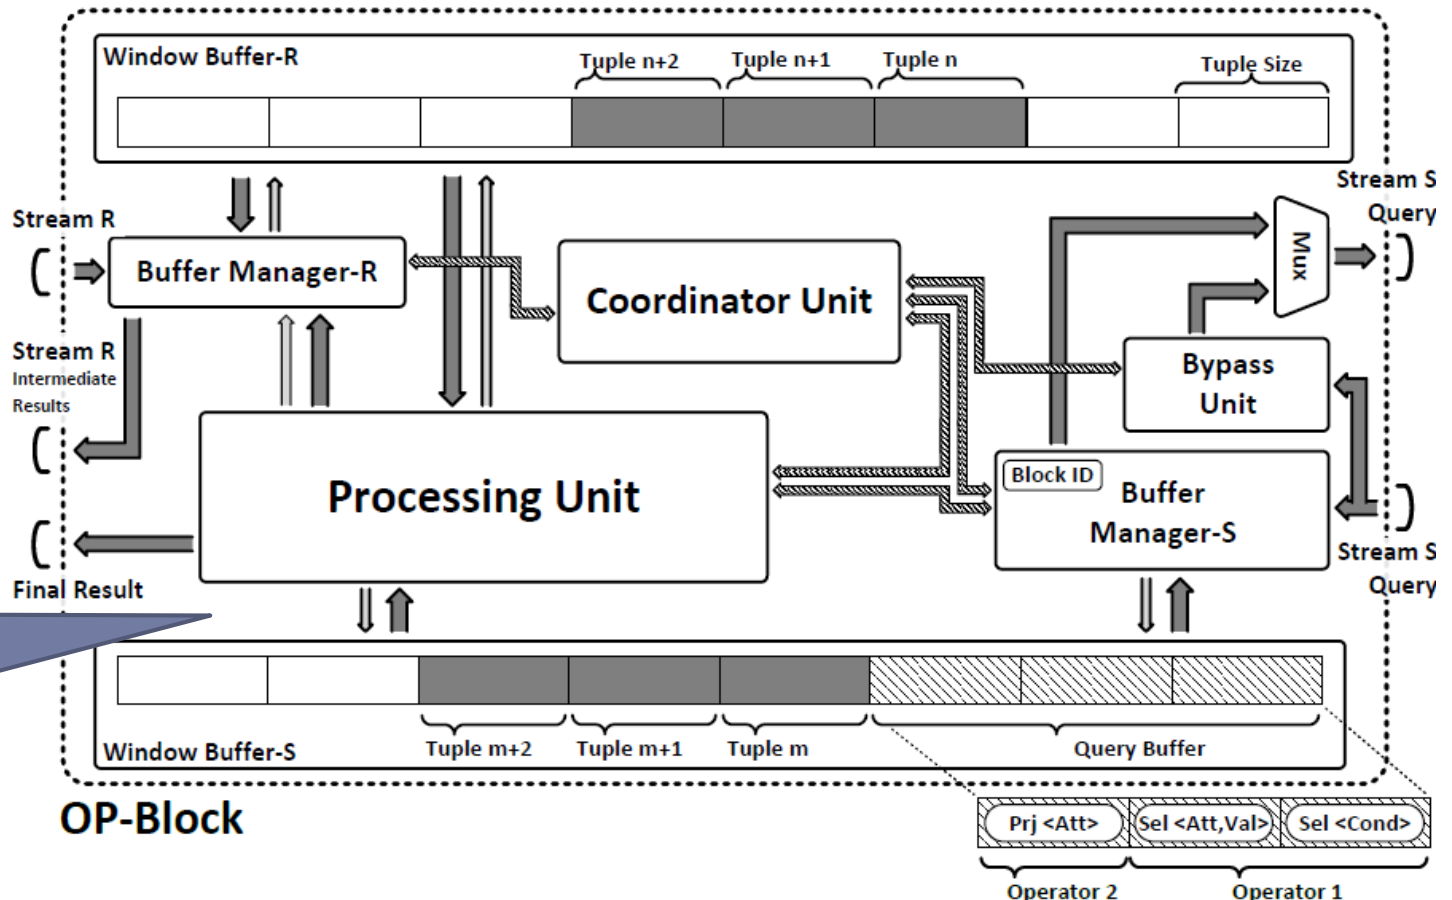 Window Buffer-R
Tuple n+2
Tuple n+1
Tuple n
Tuple Size
Stream R
Buffer Manager-R
Coordinator Unit
Mux
Stream S
Query
Stream R
Intermediate
Results
Bypass
Unit
Processing Unit
Block ID
Buffer
Manager-S
Final Result
Stream S
Query
Window Buffer-S
Tuple m+2
Tuple m+1
Tuple m
Query Buffer
OP-Block
Prj <Att>
Sel <Att,Val>
Sel <Cond>
Operator 2
Operator 1